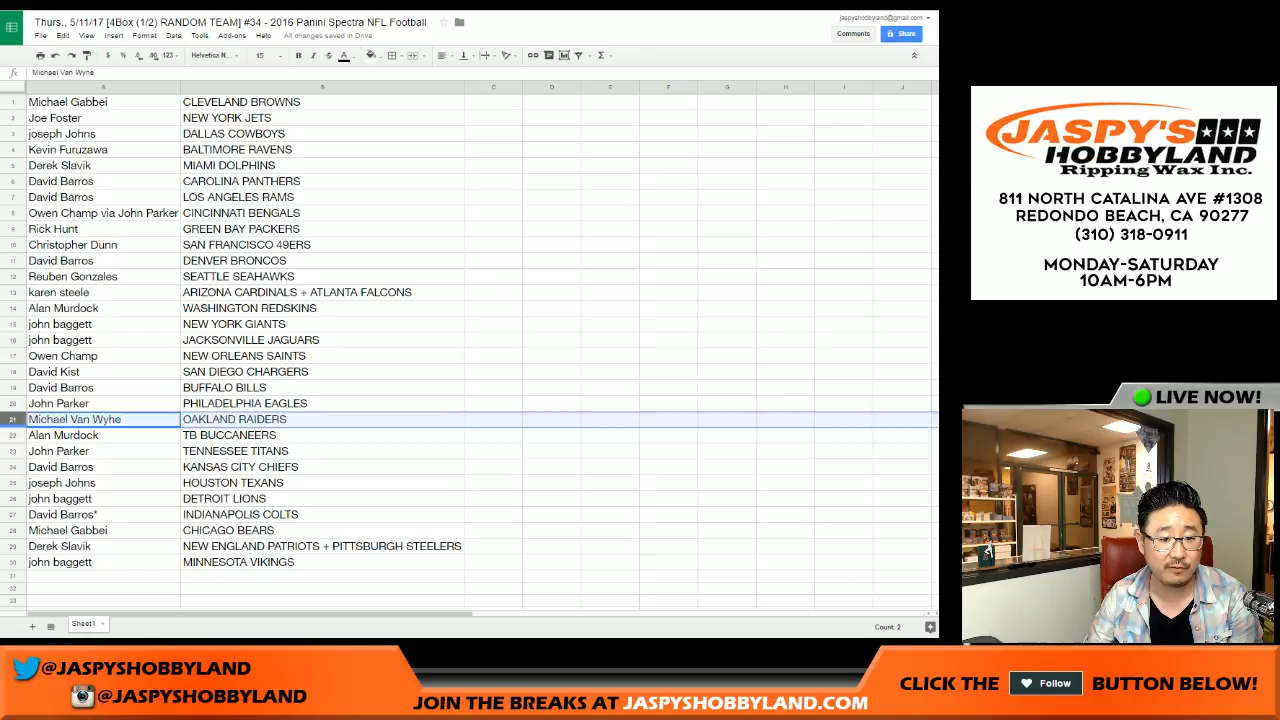 Thurs., 5/11/17 [4Box (1/2) RANDOM TEAM] #34 - 2016 Panini Spectra NFL Football
jaspyshobbyland@gmail.com
File Edit View Insert Format Data Tools Add-ons Help All changes saved in Drive
Comments Share
$ % .0 .00 123 Helvetica N... 15 B I S A
fx Michael Van Wyhe
A B C D E F G H I J
1 Michael Gabbei CLEVELAND BROWNS
2 Joe Foster NEW YORK JETS
3 joseph Johns DALLAS COWBOYS
4 Kevin Furuzawa BALTIMORE RAVENS
5 Derek Slavik MIAMI DOLPHINS
6 David Barros CAROLINA PANTHERS
7 David Barros LOS ANGELES RAMS
8 Owen Champ via John Parker CINCINNATI BENGALS
9 Rick Hunt GREEN BAY PACKERS
10 Christopher Dunn SAN FRANCISCO 49ERS
11 David Barros DENVER BRONCOS
12 Reuben Gonzales SEATTLE SEAHAWKS
13 karen steele ARIZONA CARDINALS + ATLANTA FALCONS
14 Alan Murdock WASHINGTON REDSKINS
15 john baggett NEW YORK GIANTS
16 john baggett JACKSONVILLE JAGUARS
17 Owen Champ NEW ORLEANS SAINTS
18 David Kist SAN DIEGO CHARGERS
19 David Barros BUFFALO BILLS
20 John Parker PHILADELPHIA EAGLES
21 Michael Van Wyhe OAKLAND RAIDERS
22 Alan Murdock TB BUCCANEERS
23 John Parker TENNESSEE TITANS
24 David Barros KANSAS CITY CHIEFS
25 joseph Johns HOUSTON TEXANS
26 john baggett DETROIT LIONS
27 David Barros* INDIANAPOLIS COLTS
28 Michael Gabbei CHICAGO BEARS
29 Derek Slavik NEW ENGLAND PATRIOTS + PITTSBURGH STEELERS
30 john baggett MINNESOTA VIKINGS
31
32
33
Sheet1
Count: 2
JASPY'S
HOBBYLAND
Ripping Wax Inc.
811 NORTH CATALINA AVE #1308
REDONDO BEACH, CA 90277
(310) 318-0911
MONDAY-SATURDAY
10AM-6PM
LIVE NOW!
@JASPYSHOBBYLAND
@JASPYSHOBBYLAND
JOIN THE BREAKS AT JASPYSHOBBYLAND.COM
CLICK THE Follow BUTTON BELOW!